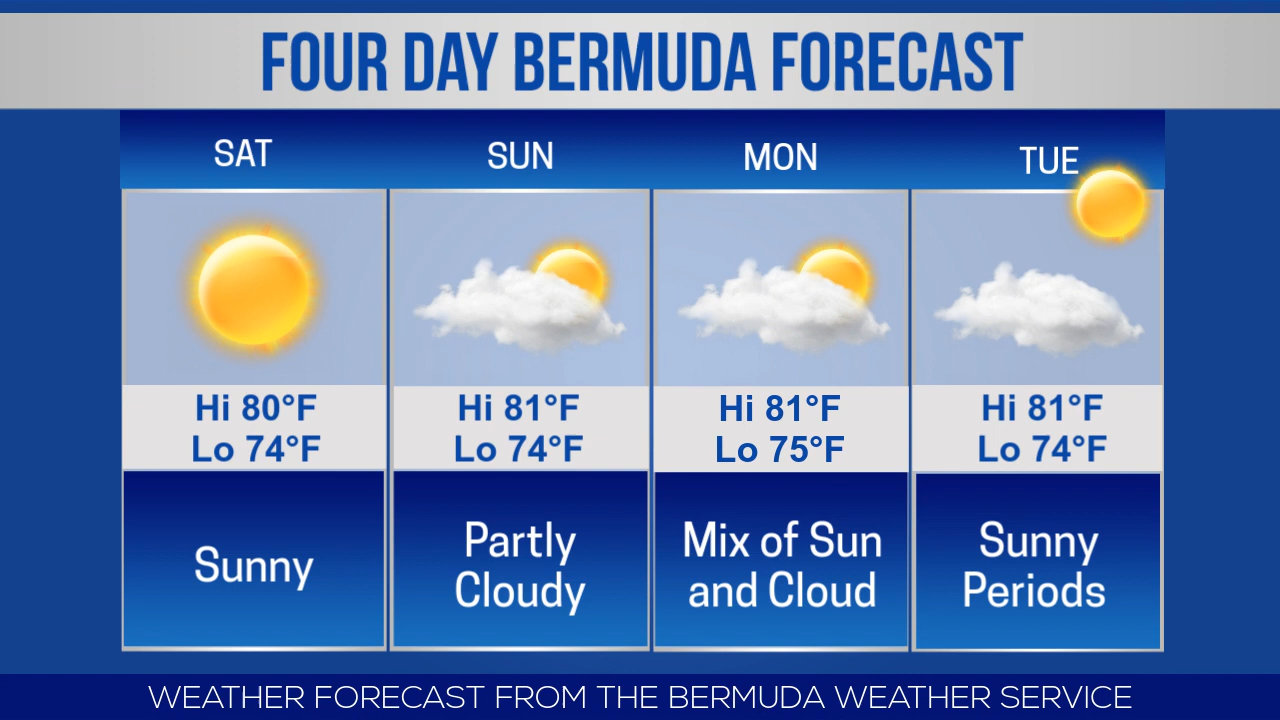 FOUR DAY BERMUDA FORECAST
SAT
SUN
MON
TUE
Hi 80°F
Lo 74°F
Hi 81°F
Lo 74°F
Hi 81°F
Lo 75°F
Hi 81°F
Lo 74°F
Sunny
Partly
Cloudy
Mix of Sun
and Cloud
Sunny
Periods
WEATHER FORECAST FROM THE BERMUDA WEATHER SERVICE